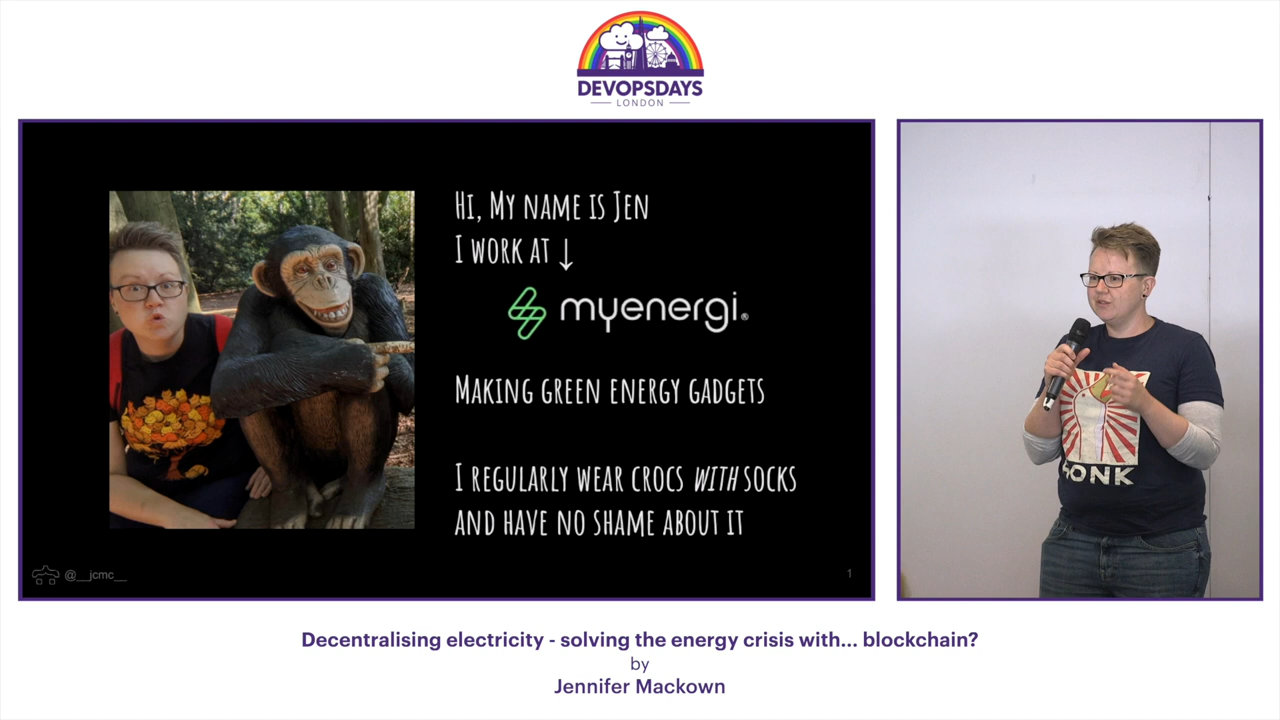 DEVOPSDAYS
LONDON
Hi, My name is Jen
I work at ↓
myenergi®
Making green energy gadgets
I regularly wear crocs with socks
and have no shame about it
@__jcmc__
1
HONK
Decentralising electricity - solving the energy crisis with... blockchain?
by
Jennifer Mackown